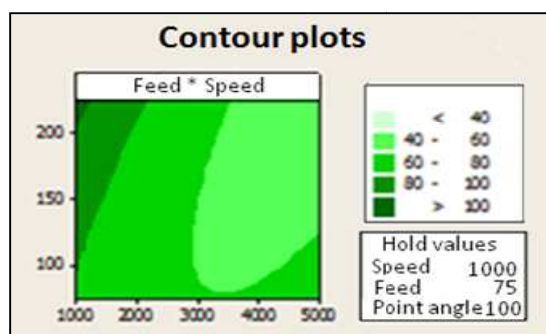 Contour plots
Feed * Speed
200
150
100
1000 2000 3000 4000 5000
< 40
40 - 60
60 - 80
80 - 100
> 100
Hold values
Speed 1000
Feed 75
Point angle 100